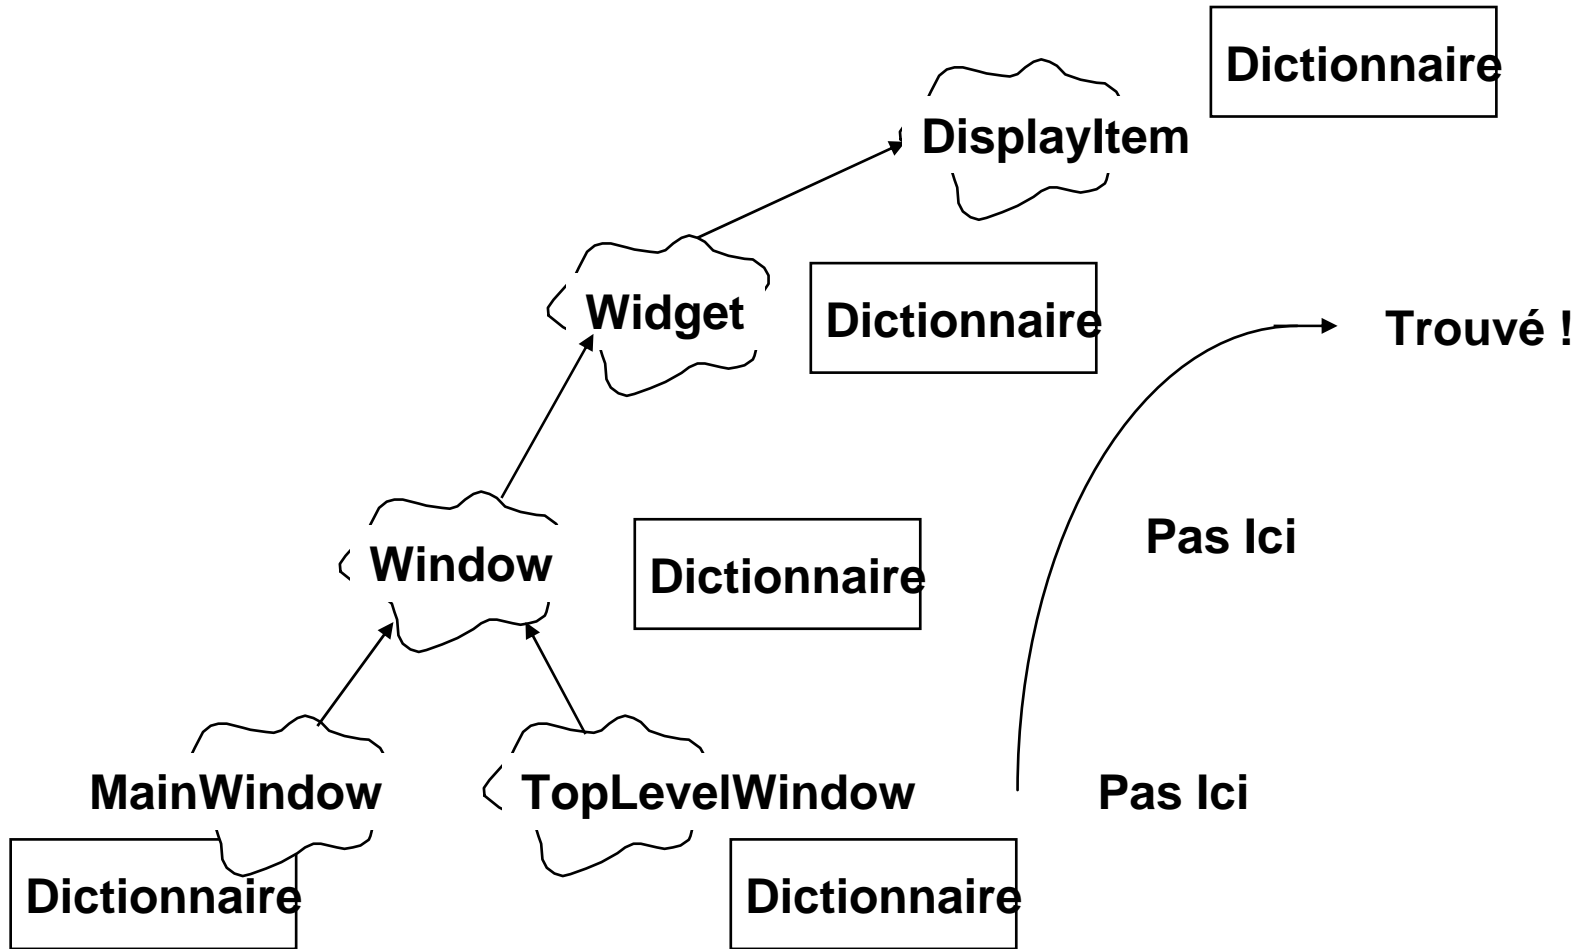 Dictionnaire
DisplayItem
Widget
Dictionnaire
Trouvé !
Window
Dictionnaire
Pas Ici
MainWindow
TopLevelWindow
Pas Ici
Dictionnaire
Dictionnaire